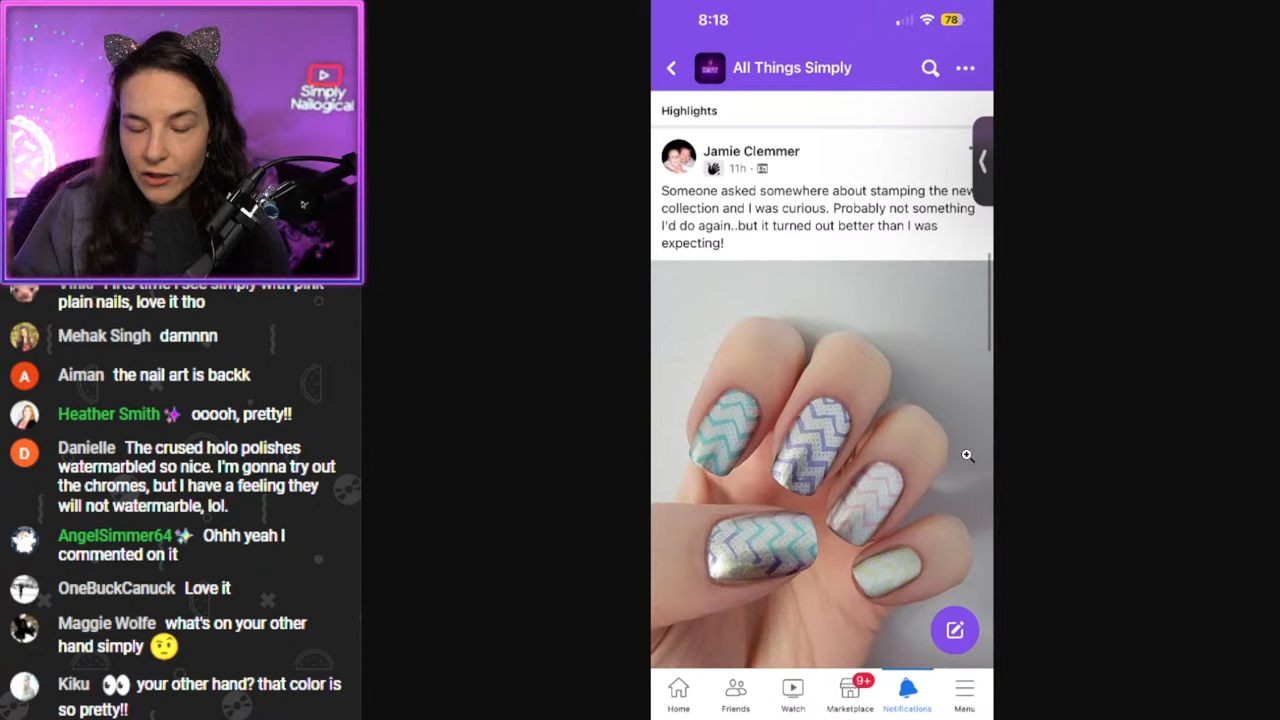 Simply
Nailogical
simply with pink
plain nails, love it tho
Mehak Singh damnnn
A Aiman the nail art is backk
Heather Smith ooooh, pretty!!
D Danielle The crused holo polishes
watermarbled so nice. I'm gonna try out
the chromes, but I have a feeling they
will not watermarble, lol.
AngelSimmer64 Ohhh yeah I
commented on it
OneBuckCanuck Love it
Maggie Wolfe what's on your other
hand simply 🤨
Kiku 👀 your other hand? that color is
so pretty!!
8:18
78
All Things Simply
Highlights
Jamie Clemmer
11h ·
Someone asked somewhere about stamping the new
collection and I was curious. Probably not something
I'd do again..but it turned out better than I was
expecting!
9+
Home Friends Watch Marketplace Notifications Menu